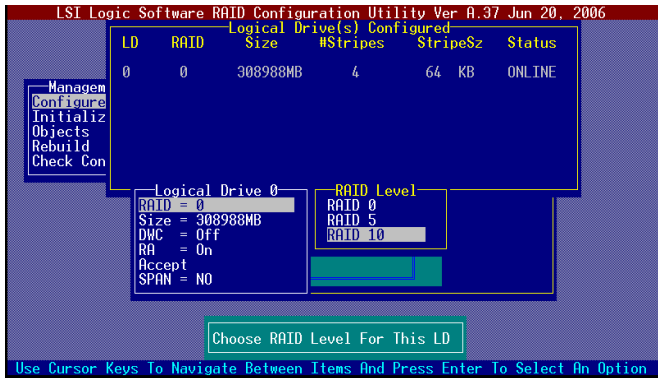 LSI Logic Software RAID Configuration Utility Ver A.37 Jun 20, 2006
Logical Drive(s) Configured
LD RAID Size #Stripes StripeSz Status
0 0 308988MB 4 64 KB ONLINE
Managem
Configure
Initializ
Objects
Rebuild
Check Con
Logical Drive 0
RAID = 0
Size = 308988MB
DWC = Off
RA = On
Accept
SPAN = NO
RAID Level
RAID 0
RAID 5
RAID 10
Choose RAID Level For This LD
Use Cursor Keys To Navigate Between Items And Press Enter To Select An Option